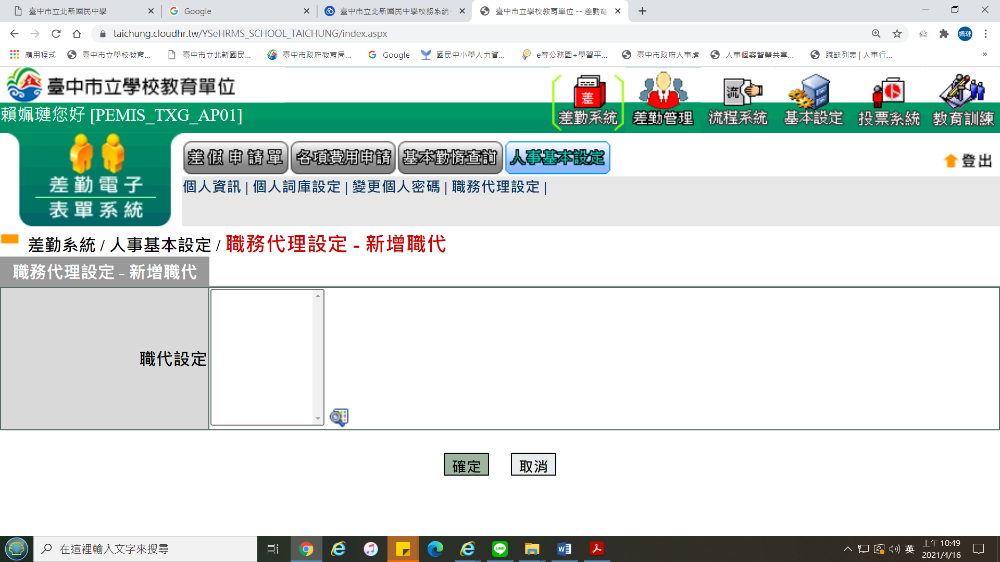 臺中市立北新國民中學
Google
臺中市立北新國民中學校務系統-
臺中市立學校教育單位 -- 差勤電
taichung.cloudhr.tw/YSeHRMS_SCHOOL_TAICHUNG/index.aspx
姵璉
應用程式
臺中市立學校教育...
臺中市立北新國民...
臺中市政府教育局...
Google
國民中小學人力資...
e等公務園+學習平...
臺中市政府人事處
人事個案智慧共享...
職缺列表 | 人事行...
»
臺中市立學校教育單位
賴姵璉您好 [PEMIS_TXG_AP01]
差
流
差勤系統
差勤管理
流程系統
基本設定
投票系統
教育訓練
差勤電子
表單系統
差假申請單
各項費用申請
基本勤惰查詢
人事基本設定
登出
個人資訊 | 個人詞庫設定 | 變更個人密碼 | 職務代理設定 |
差勤系統 / 人事基本設定 / 職務代理設定 - 新增職代
職務代理設定 - 新增職代
職代設定
確定
取消
在這裡輸入文字來搜尋
LINE
英
上午 10:49
2021/4/16